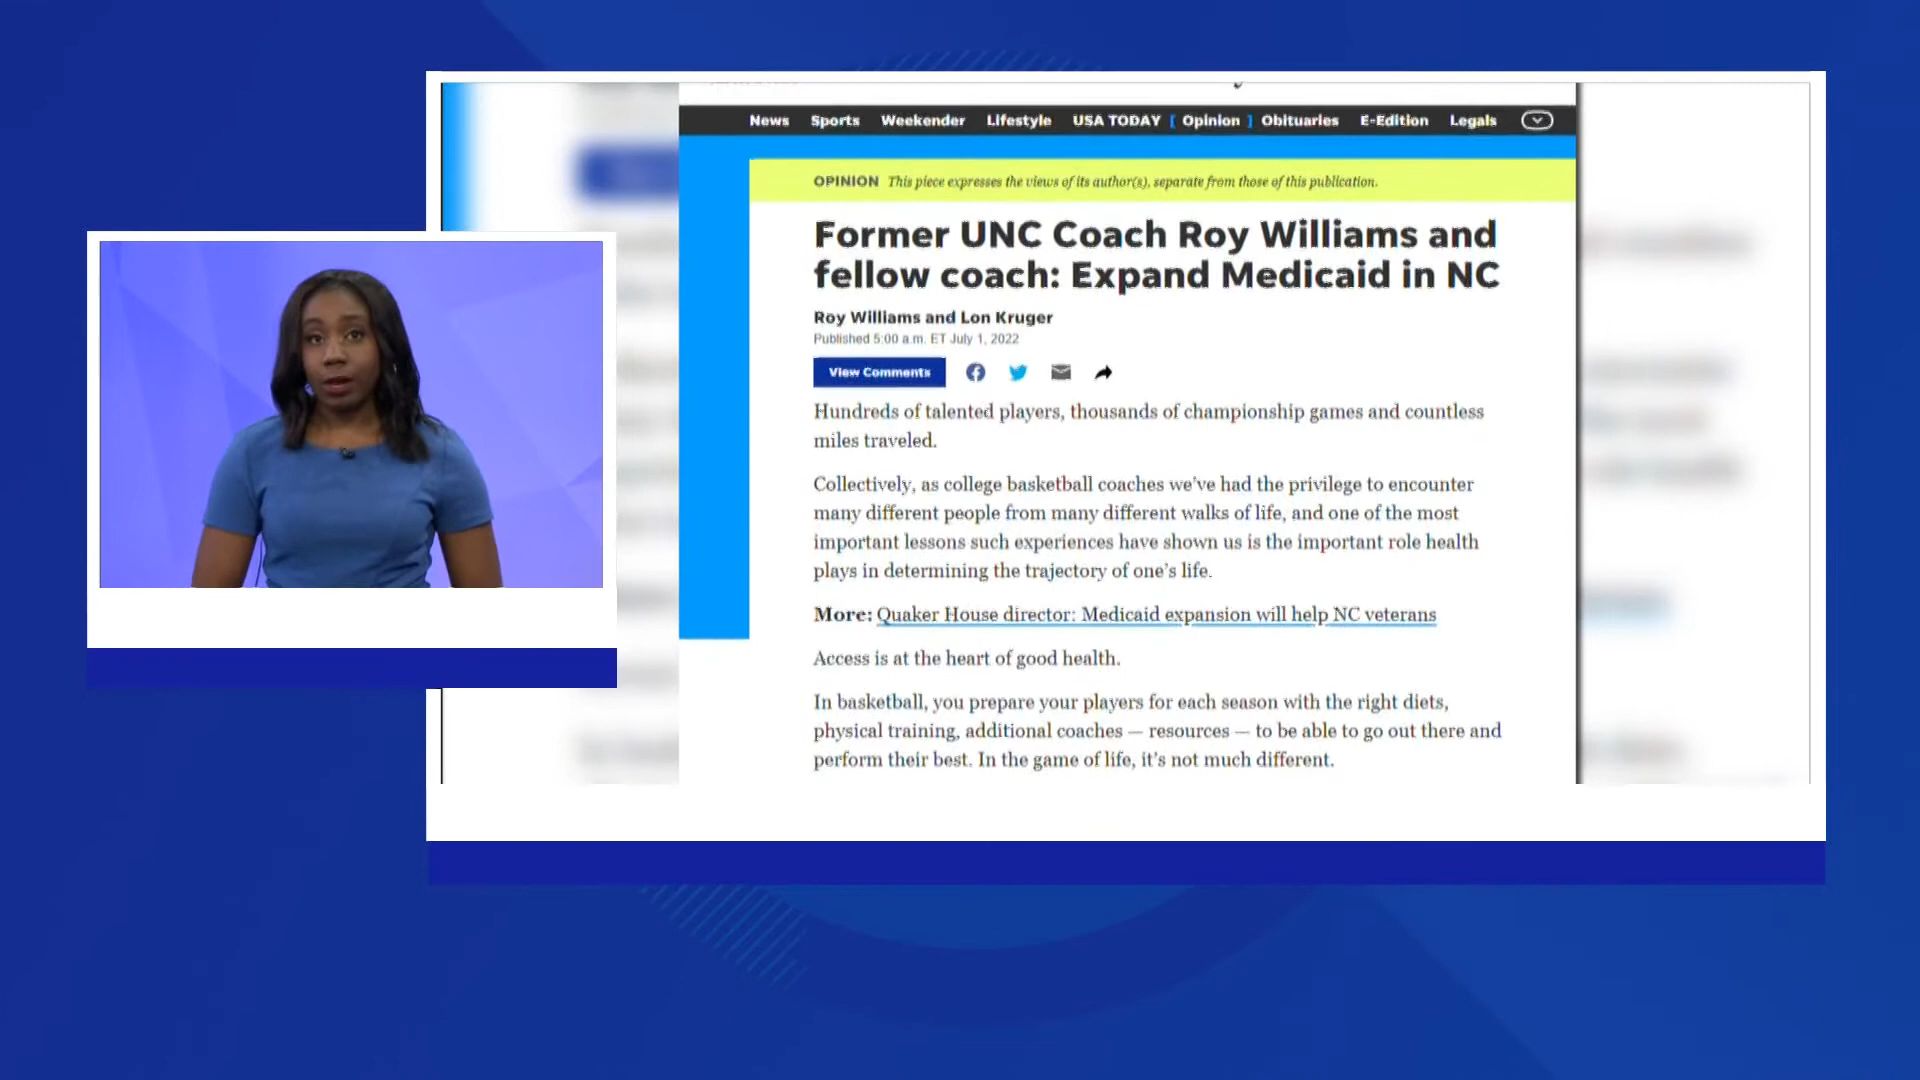 News Sports Weekender Lifestyle USA TODAY [ Opinion ] Obituaries E-Edition Legals
OPINION This piece expresses the views of its author(s), separate from those of this publication.
Former UNC Coach Roy Williams and
fellow coach: Expand Medicaid in NC
Roy Williams and Lon Kruger
Published 5:00 a.m. ET July 1, 2022
View Comments
Hundreds of talented players, thousands of championship games and countless
miles traveled.
Collectively, as college basketball coaches we’ve had the privilege to encounter
many different people from many different walks of life, and one of the most
important lessons such experiences have shown us is the important role health
plays in determining the trajectory of one’s life.
More: Quaker House director: Medicaid expansion will help NC veterans
Access is at the heart of good health.
In basketball, you prepare your players for each season with the right diets,
physical training, additional coaches — resources — to be able to go out there and
perform their best. In the game of life, it’s not much different.